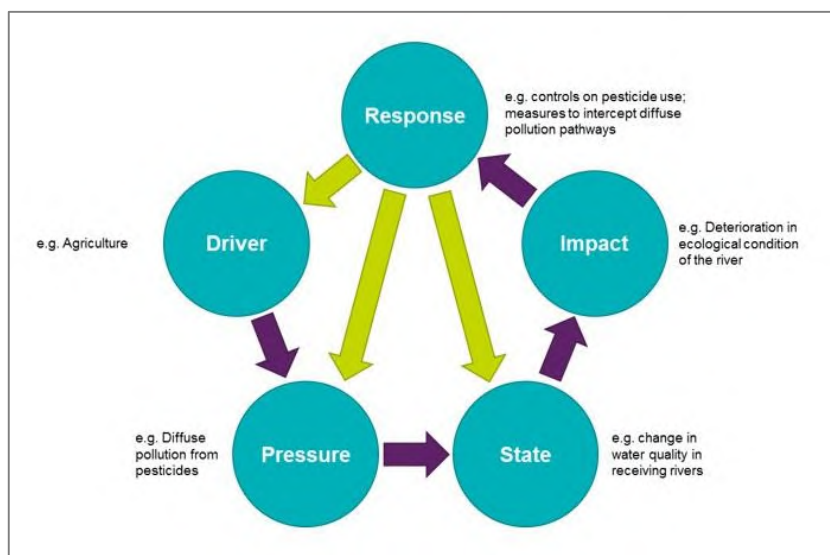 Response
e.g. controls on pesticide use;
measures to intercept diffuse
pollution pathways
Driver
e.g. Agriculture
Impact
e.g. Deterioration in
ecological condition
of the river
Pressure
e.g. Diffuse
pollution from
pesticides
State
e.g. change in
water quality in
receiving rivers